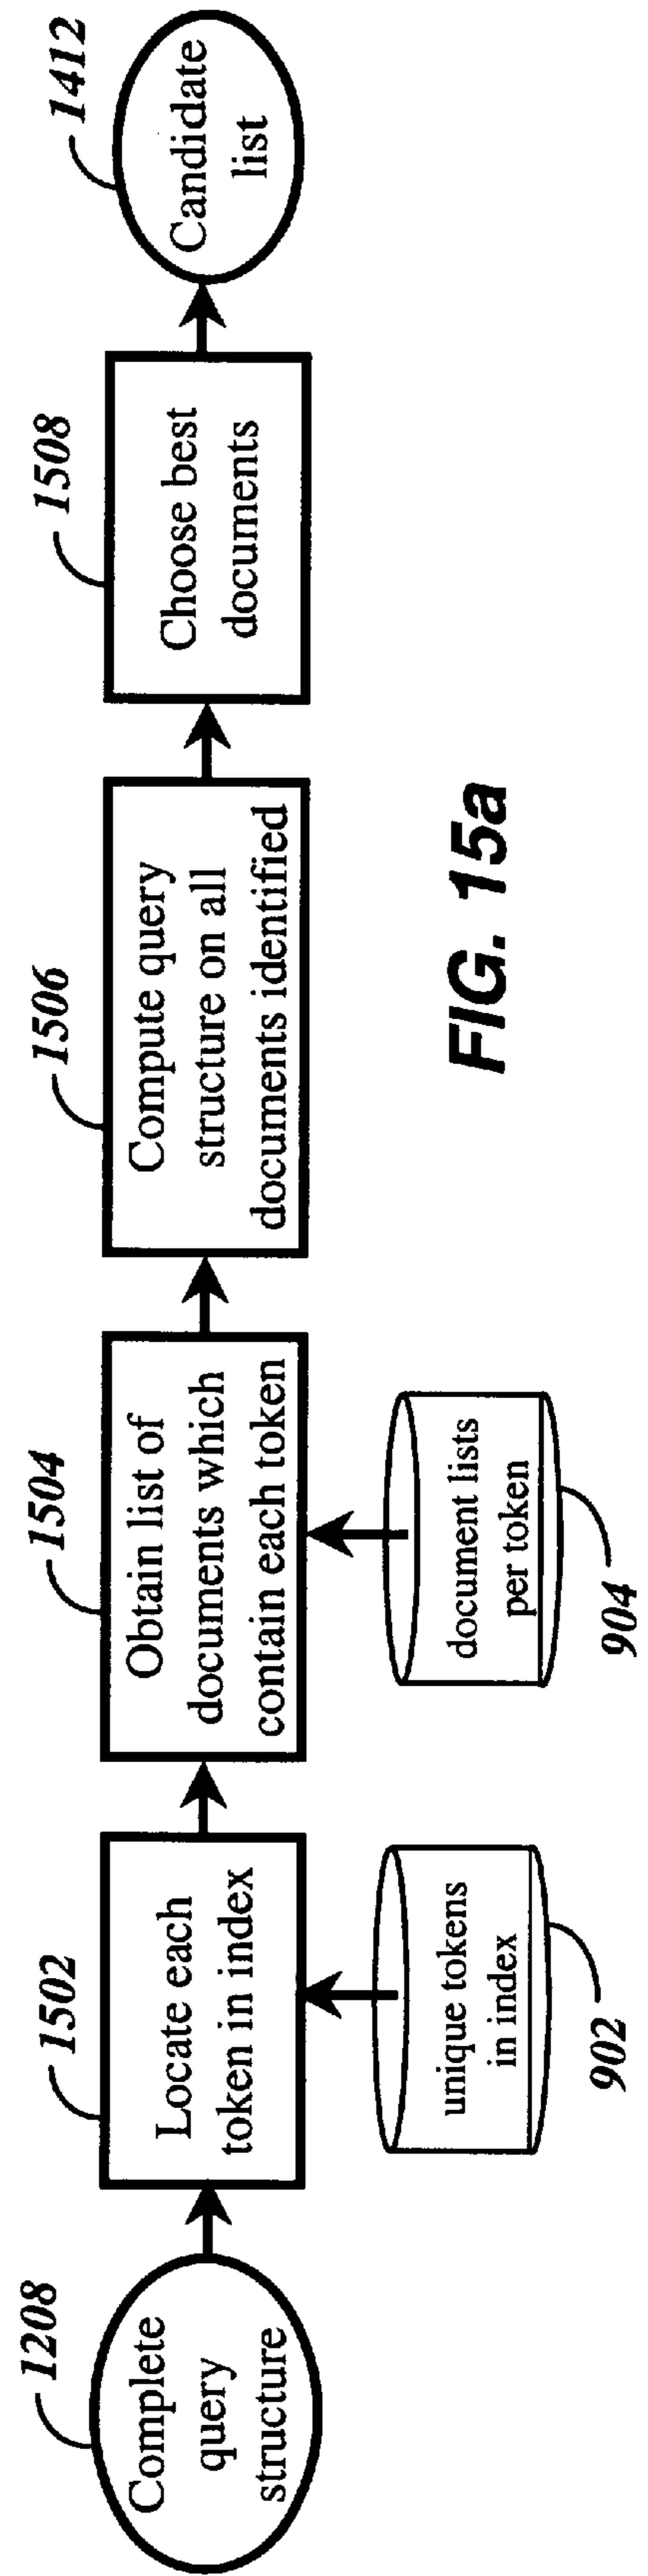 1208
Complete
query
structure
1502
Locate each
token in index
unique tokens
in index
902
1504
Obtain list of
documents which
contain each token
document lists
per token
904
1506
Compute query
structure on all
documents identified
1508
Choose best
documents
1412
Candidate
list
FIG. 15a